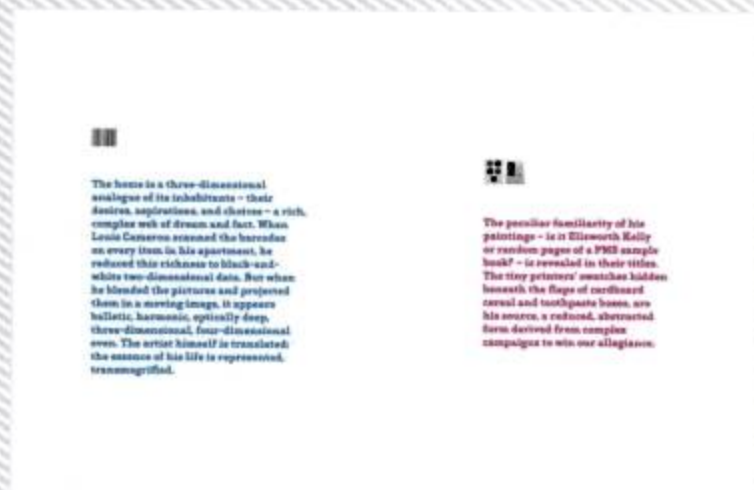 The home is a three-dimensional
analogue of its inhabitants – their
desires, aspirations, and choices – a rich,
complex web of dream and fact. When
Louis Cameron scanned the barcodes
on every item in his apartment, he
reduced this richness to black-and-
white two-dimensional data. But when
he blended the pictures and projected
them in a moving image, it appears
balletic, harmonic, optically deep,
three-dimensional, four-dimensional
even. The artist himself is translated:
the essence of his life is represented,
transmogrified.
The peculiar familiarity of his
paintings – is it Ellsworth Kelly
or random pages of a PMS sample
book? – is revealed in their titles.
The tiny printers' swatches hidden
beneath the flaps of cardboard
cereal and toothpaste boxes, are
his source, a reduced, abstracted
form derived from complex
campaigns to win our allegiance.